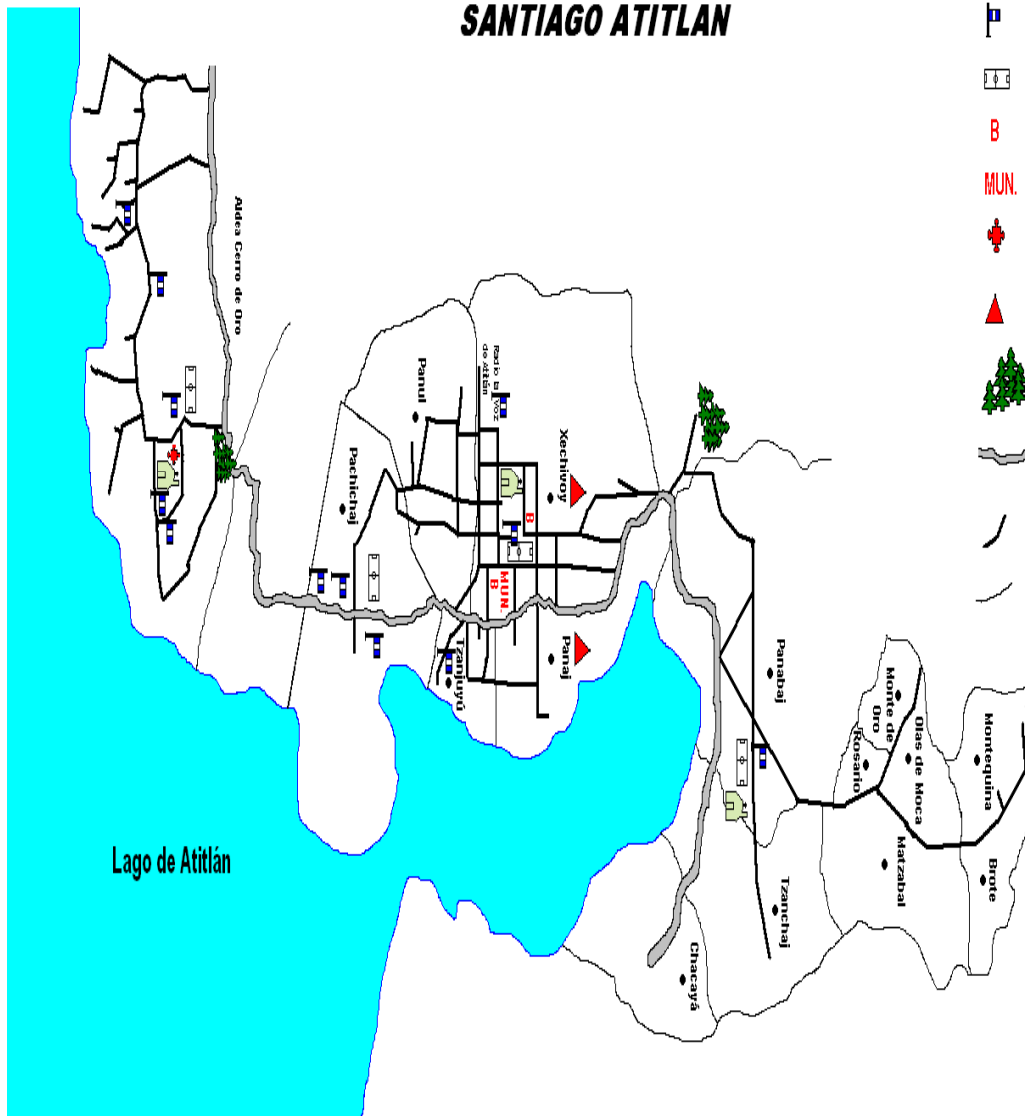 SANTIAGO ATITLAN
B
MUN.
Aldea Cerro de Oro
Radio la Voz
de Atitlán
Panul
Xechivoy
Pachichaj
B
MUN.
B
Panaj
Tzanjuyú
Panabaj
Monte de
Oro
Rosario
Olas de Moca
Montequina
Matzabal
Brote
Tzanchaj
Chacayá
Lago de Atitlán